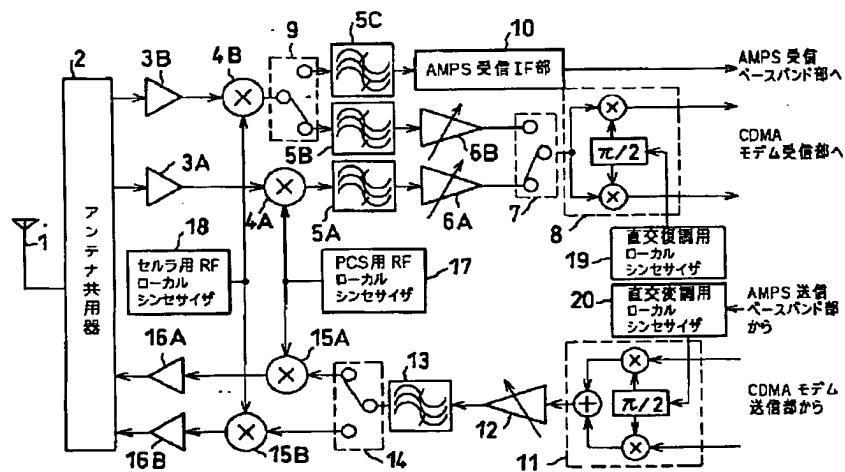 2
3B
4B
9
5C
10
AMPS 受信 IF部
AMPS 受信
ベースバンド部へ
5B
6B
CDMA
モデム受信部へ
π/2
3A
4A
5A
6A
7
8
1
アンテナ共用器
18
セルラ用 RF
ローカル
シンセサイザ
PCS用 RF
ローカル
シンセサイザ
17
19
直交復調用
ローカル
シンセサイザ
20
直交変調用
ローカル
シンセサイザ
AMPS 送信
ベースバンド部
から
16A
15A
13
14
12
π/2
CDMA モデム
送信部から
16B
15B
11